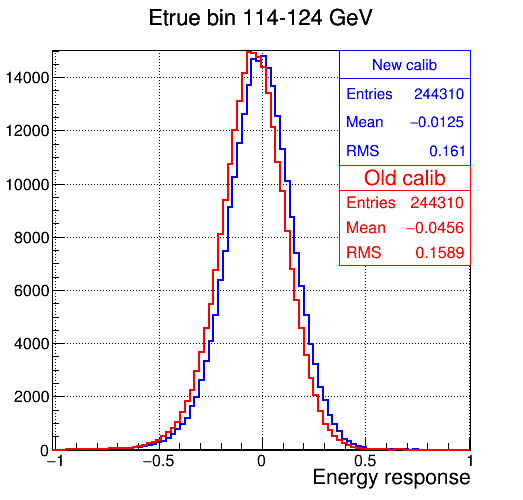 Etrue bin 114-124 GeV
New calib
Entries 244310
Mean −0.0125
RMS 0.161
Old calib
Entries 244310
Mean −0.0456
RMS 0.1589
14000
12000
10000
8000
6000
4000
2000
0
−1 −0.5 0 0.5 1
Energy response